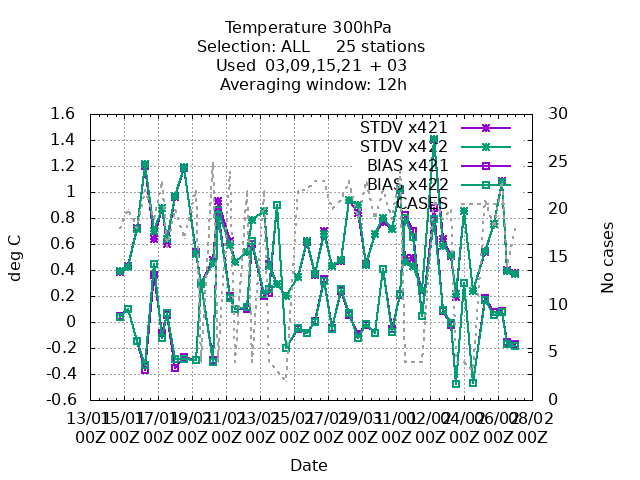 Temperature 300hPa
Selection: ALL 25 stations
Used 03,09,15,21 + 03
Averaging window: 12h
1.6
1.4
1.2
1
0.8
0.6
0.4
0.2
0
-0.2
-0.4
-0.6
deg C
30
25
20
15
10
5
0
No cases
STDV x421
STDV x422
BIAS x421
BIAS x422
CASES
13/01 15/01 17/01 19/01 21/01 23/01 25/01 27/01 29/01 31/01 02/02 24/02 26/02 28/02
00Z 00Z 00Z 00Z 00Z 00Z 00Z 00Z 00Z 00Z 00Z 00Z 00Z 00Z
Date